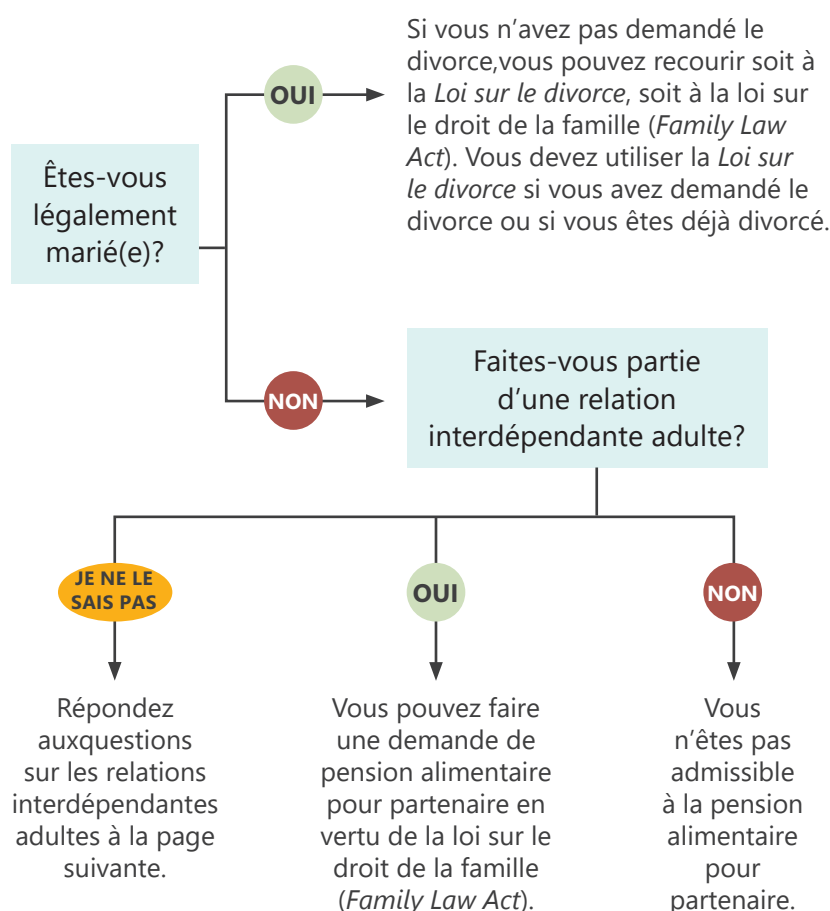 Si vous n’avez pas demandé le
divorce,vous pouvez recourir soit à
la Loi sur le divorce, soit à la loi sur
le droit de la famille (Family Law
Act). Vous devez utiliser la Loi sur
le divorce si vous avez demandé le
divorce ou si vous êtes déjà divorcé.
OUI
Êtes-vous
légalement
marié(e)?
NON
Faites-vous partie
d’une relation
interdépendante adulte?
JE NE LE
SAIS PAS
Répondez
auxquestions
sur les relations
interdépendantes
adultes à la page
suivante.
OUI
Vous pouvez faire
une demande de
pension alimentaire
pour partenaire en
vertu de la loi sur le
droit de la famille
(Family Law Act).
NON
Vous
n’êtes pas
admissible
à la pension
alimentaire
pour
partenaire.